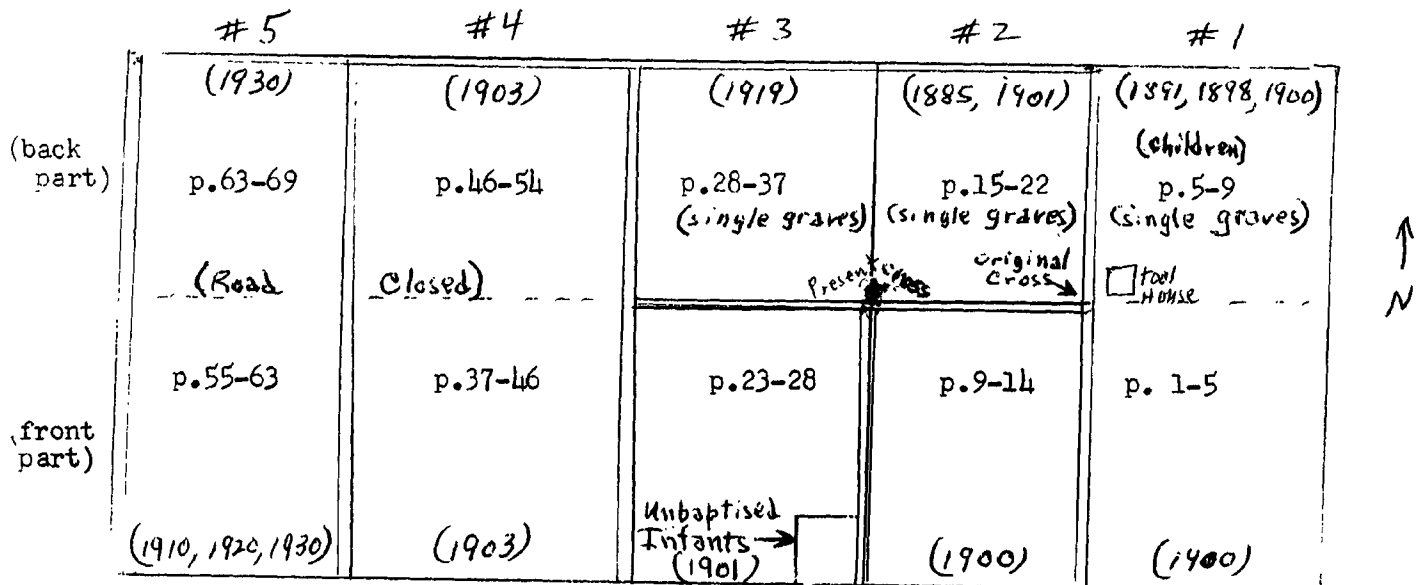 #5 #4 #3 #2 #1
(1930) (1903) (1919) (1885, 1901) (1891, 1898, 1900)
(back
part)
(children)
p.63-69 p.46-54 p.28-37 p.15-22 p.5-9
(single graves) (single graves) (single graves)
(Road Closed)
Present Cross
Original
Cross
Tool
House
N
p.55-63 p.37-46 p.23-28 p.9-14 p. 1-5
front
part)
Unbaptised
Infants
(1901)
(1910, 1920, 1930) (1903) (1900) (1900)